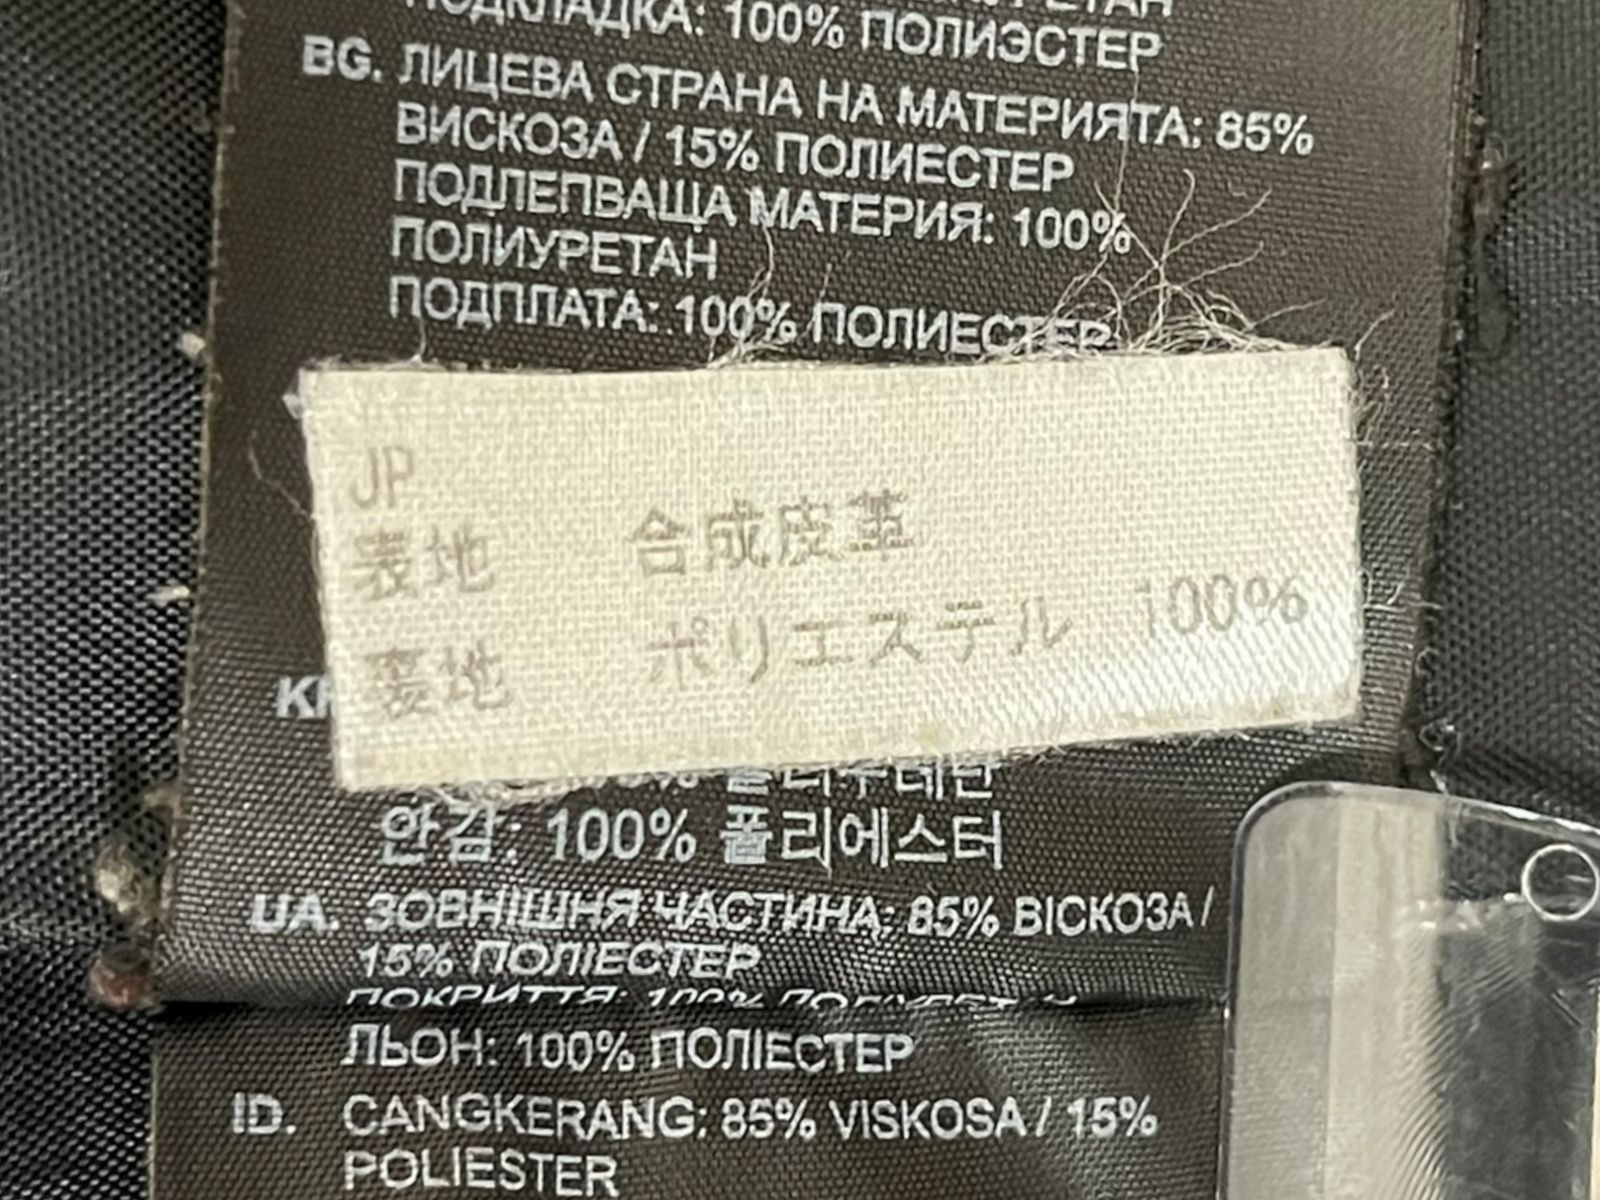 ПОДКЛАДКА: 100% ПОЛИЭСТЕР
BG. ЛИЦЕВА СТРАНА НА МАТЕРИЯТА: 85%
ВИСКОЗА / 15% ПОЛИЕСТЕР
ПОДЛЕПВАЩА МАТЕРИЯ: 100%
ПОЛИУРЕТАН
ПОДПЛАТА: 100% ПОЛИЕСТЕР
JP
表地 合成皮革
裏地 ポリエステル 100%
안감: 100% 폴리에스터
UA. ЗОВНІШНЯ ЧАСТИНА: 85% ВІСКОЗА /
15% ПОЛІЕСТЕР
ПОКРИТТЯ: 100%
ЛЬОН: 100% ПОЛІЕСТЕР
ID. CANGKERANG: 85% VISKOSA / 15%
POLIESTER